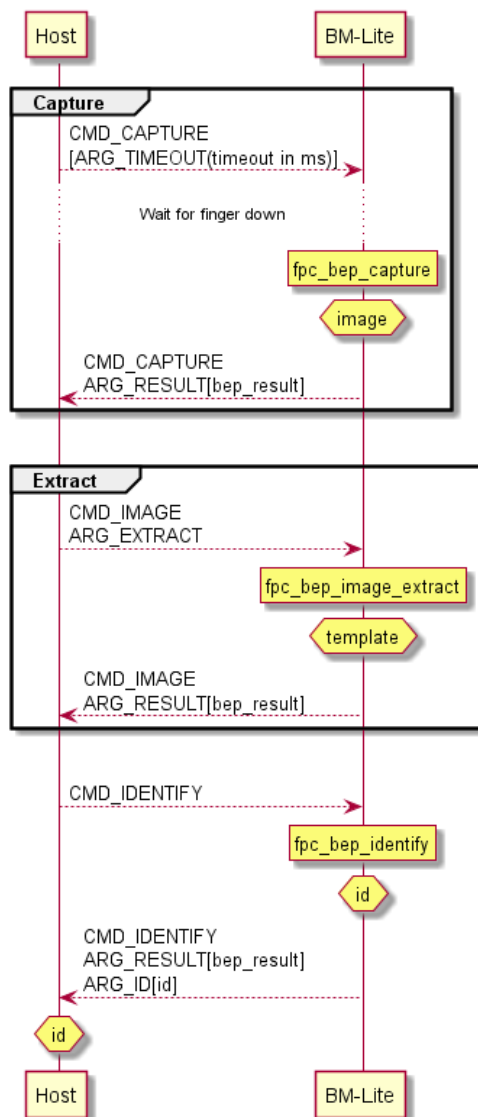 Host BM-Lite
Capture
CMD_CAPTURE
[ARG_TIMEOUT(timeout in ms)]
Wait for finger down
fpc_bep_capture
image
CMD_CAPTURE
ARG_RESULT[bep_result]
Extract
CMD_IMAGE
ARG_EXTRACT
fpc_bep_image_extract
template
CMD_IMAGE
ARG_RESULT[bep_result]
CMD_IDENTIFY
fpc_bep_identify
id
CMD_IDENTIFY
ARG_RESULT[bep_result]
ARG_ID[id]
id
Host BM-Lite